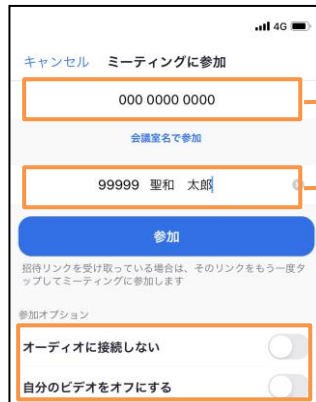 4G
キャンセル ミーティングに参加
000 0000 0000
会議室名で参加
99999 聖和 太郎
参加
招待リンクを受け取っている場合は、そのリンクをもう一度タ
ップしてミーティングに参加します
参加オプション
オーディオに接続しない
自分のビデオをオフにする